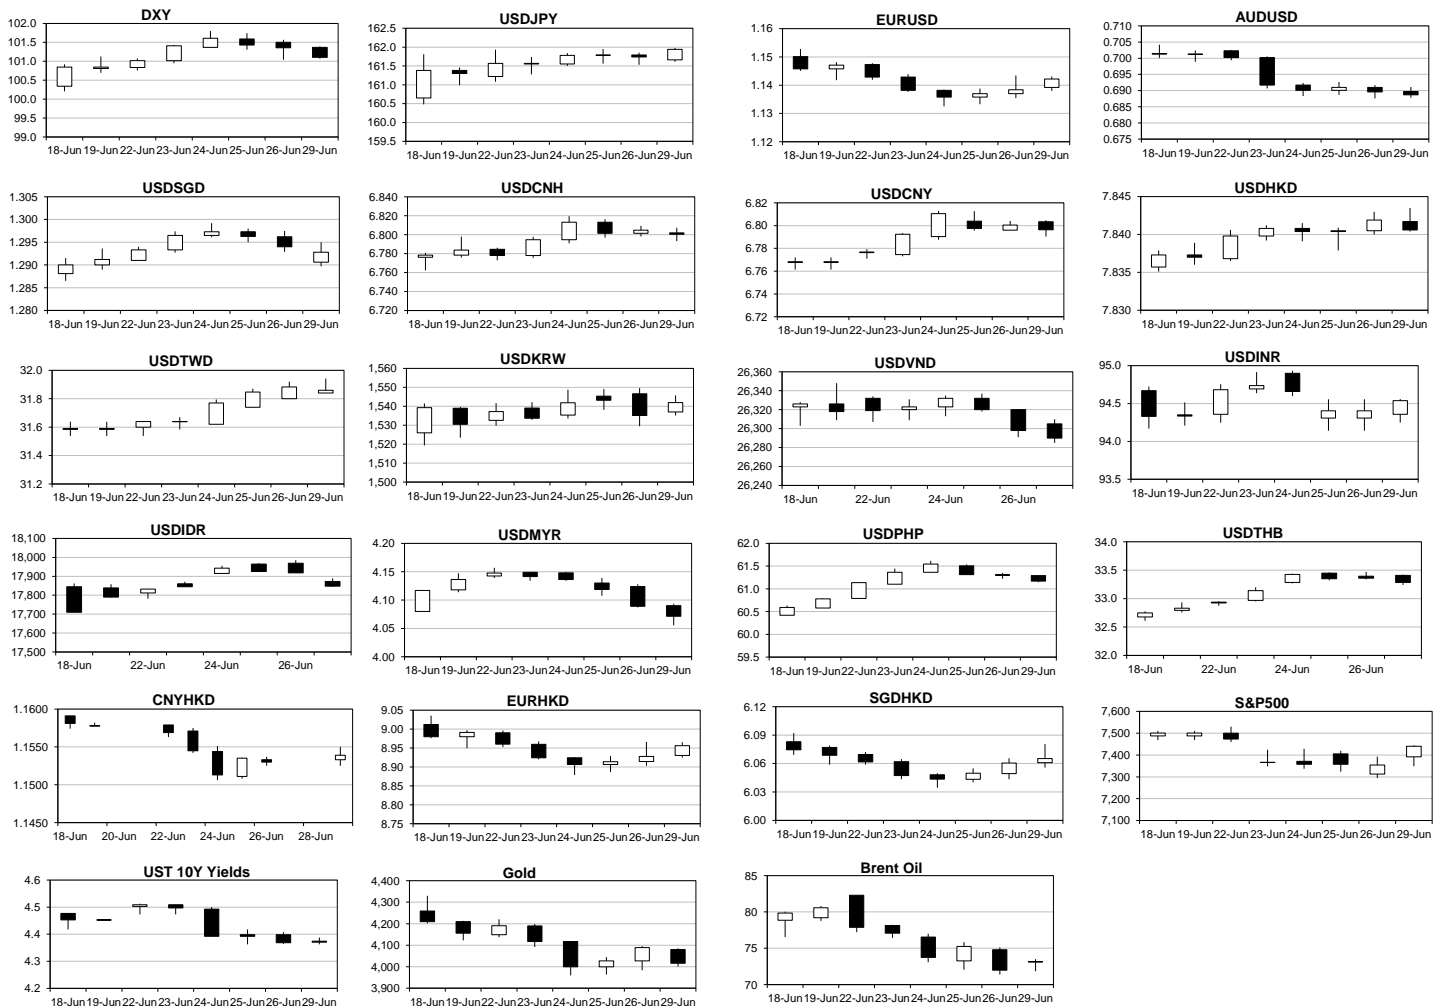 DXY
102.0
101.5
101.0
100.5
100.0
99.5
99.0
18-Jun 19-Jun 22-Jun 23-Jun 24-Jun 25-Jun 26-Jun 29-Jun
USDJPY
162.5
162.0
161.5
161.0
160.5
160.0
159.5
18-Jun 19-Jun 22-Jun 23-Jun 24-Jun 25-Jun 26-Jun 29-Jun
EURUSD
1.16
1.15
1.14
1.13
1.12
18-Jun 19-Jun 22-Jun 23-Jun 24-Jun 25-Jun 26-Jun 29-Jun
AUDUSD
0.710
0.705
0.700
0.695
0.690
0.685
0.680
0.675
18-Jun 19-Jun 22-Jun 23-Jun 24-Jun 25-Jun 26-Jun 29-Jun
USDSGD
1.305
1.300
1.295
1.290
1.285
1.280
18-Jun 19-Jun 22-Jun 23-Jun 24-Jun 25-Jun 26-Jun 29-Jun
USDCNH
6.840
6.820
6.800
6.780
6.760
6.740
6.720
18-Jun 19-Jun 22-Jun 23-Jun 24-Jun 25-Jun 26-Jun 29-Jun
USDCNY
6.82
6.80
6.78
6.76
6.74
6.72
18-Jun 19-Jun 22-Jun 23-Jun 24-Jun 25-Jun 26-Jun 29-Jun
USDHKD
7.845
7.840
7.835
7.830
18-Jun 19-Jun 22-Jun 23-Jun 24-Jun 25-Jun 26-Jun 29-Jun
USDTWD
32.0
31.8
31.6
31.4
31.2
18-Jun 19-Jun 22-Jun 23-Jun 24-Jun 25-Jun 26-Jun 29-Jun
USDKRW
1,560
1,550
1,540
1,530
1,520
1,510
1,500
18-Jun 19-Jun 22-Jun 23-Jun 24-Jun 25-Jun 26-Jun 29-Jun
USDVND
26,360
26,340
26,320
26,300
26,280
26,260
26,240
18-Jun 22-Jun 24-Jun 26-Jun
USDINR
95.0
94.5
94.0
93.5
18-Jun 19-Jun 22-Jun 23-Jun 24-Jun 25-Jun 26-Jun 29-Jun
USDIDR
18,100
18,000
17,900
17,800
17,700
17,600
17,500
18-Jun 22-Jun 24-Jun 26-Jun
USDMYR
4.20
4.15
4.10
4.05
4.00
18-Jun 19-Jun 22-Jun 23-Jun 24-Jun 25-Jun 26-Jun 29-Jun
USDPHP
62.0
61.5
61.0
60.5
60.0
59.5
18-Jun 19-Jun 22-Jun 23-Jun 24-Jun 25-Jun 26-Jun 29-Jun
USDTHB
34.0
33.5
33.0
32.5
32.0
18-Jun 22-Jun 24-Jun 26-Jun
CNYHKD
1.1600
1.1550
1.1500
1.1450
18-Jun 20-Jun 22-Jun 24-Jun 26-Jun 28-Jun
EURHKD
9.05
9.00
8.95
8.90
8.85
8.80
8.75
18-Jun 19-Jun 22-Jun 23-Jun 24-Jun 25-Jun 26-Jun 29-Jun
SGDHKD
6.12
6.09
6.06
6.03
6.00
18-Jun 19-Jun 22-Jun 23-Jun 24-Jun 25-Jun 26-Jun 29-Jun
S&P500
7,600
7,500
7,400
7,300
7,200
7,100
18-Jun 19-Jun 22-Jun 23-Jun 24-Jun 25-Jun 26-Jun 29-Jun
UST 10Y Yields
4.6
4.5
4.4
4.3
4.2
18-Jun 19-Jun 22-Jun 23-Jun 24-Jun 25-Jun 26-Jun 29-Jun
Gold
4,400
4,300
4,200
4,100
4,000
3,900
18-Jun 19-Jun 22-Jun 23-Jun 24-Jun 25-Jun 26-Jun 29-Jun
Brent Oil
85
80
75
70
18-Jun 19-Jun 22-Jun 23-Jun 24-Jun 25-Jun 26-Jun 29-Jun